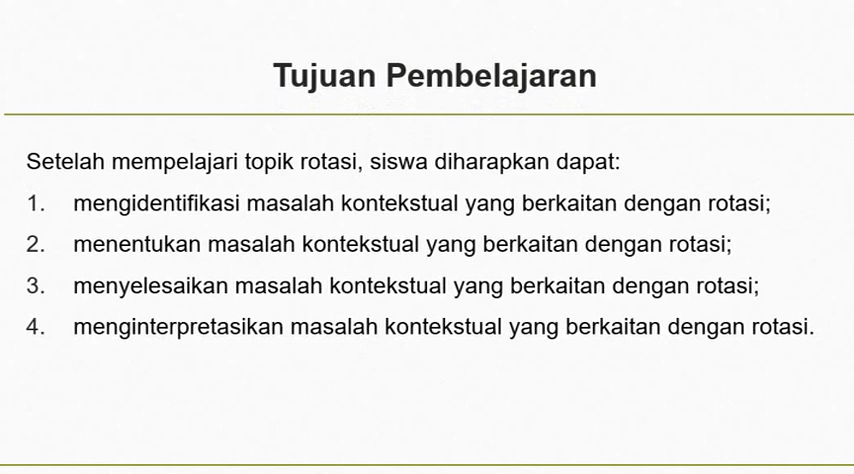 Tujuan Pembelajaran
Setelah mempelajari topik rotasi, siswa diharapkan dapat:
1. mengidentifikasi masalah kontekstual yang berkaitan dengan rotasi;
2. menentukan masalah kontekstual yang berkaitan dengan rotasi;
3. menyelesaikan masalah kontekstual yang berkaitan dengan rotasi;
4. menginterpretasikan masalah kontekstual yang berkaitan dengan rotasi.